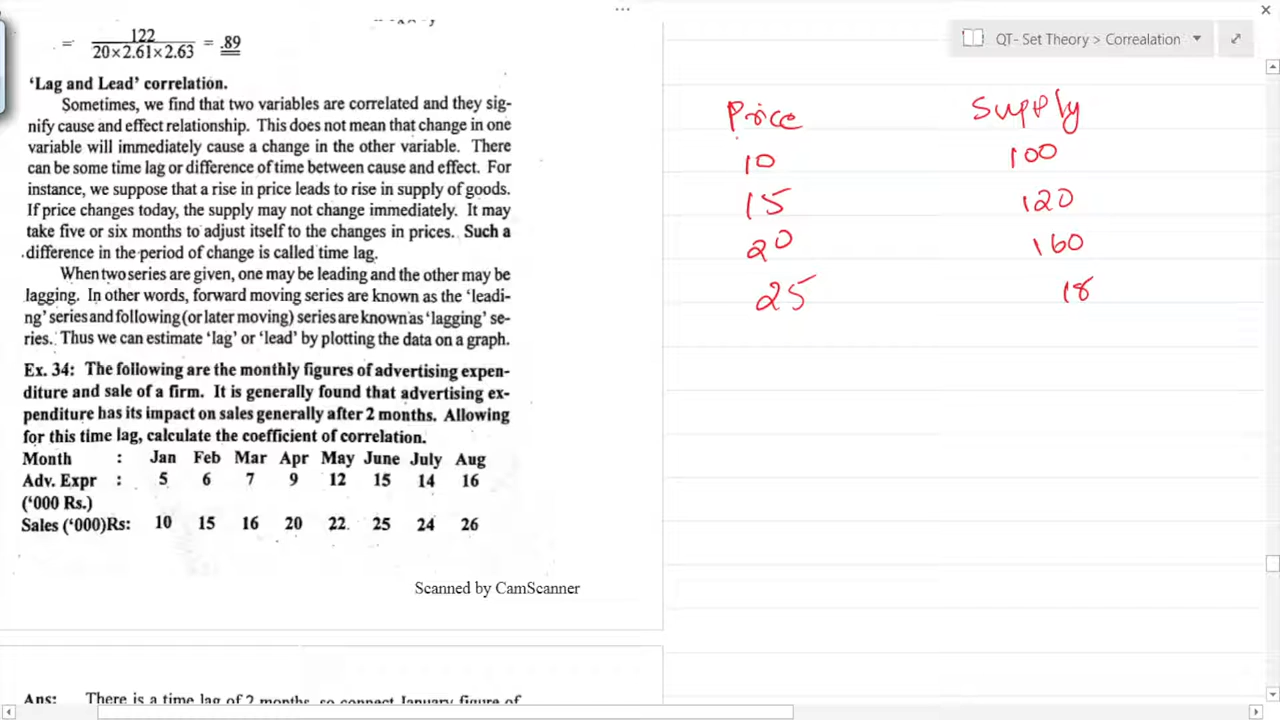 = 122
20×2.61×2.63 = .89
‘Lag and Lead’ correlation.
Sometimes, we find that two variables are correlated and they sig-
nify cause and effect relationship. This does not mean that change in one
variable will immediately cause a change in the other variable. There
can be some time lag or difference of time between cause and effect. For
instance, we suppose that a rise in price leads to rise in supply of goods.
If price changes today, the supply may not change immediately. It may
take five or six months to adjust itself to the changes in prices. Such a
difference in the period of change is called time lag.
When two series are given, one may be leading and the other may be
lagging. In other words, forward moving series are known as the ‘leadi-
ng’ series and following (or later moving) series are known as ‘lagging’ se-
ries. Thus we can estimate ‘lag’ or ‘lead’ by plotting the data on a graph.
Ex. 34: The following are the monthly figures of advertising expen-
diture and sale of a firm. It is generally found that advertising ex-
penditure has its impact on sales generally after 2 months. Allowing
for this time lag, calculate the coefficient of correlation.
Month : Jan Feb Mar Apr May June July Aug
Adv. Expr : 5 6 7 9 12 15 14 16
(‘000 Rs.)
Sales (‘000)Rs: 10 15 16 20 22 25 24 26
Scanned by CamScanner
Ans: There is a time lag of 2 months, so connect January figure of
QT- Set Theory > Correalation
Price Supply
10 100
15 120
20 160
25 18